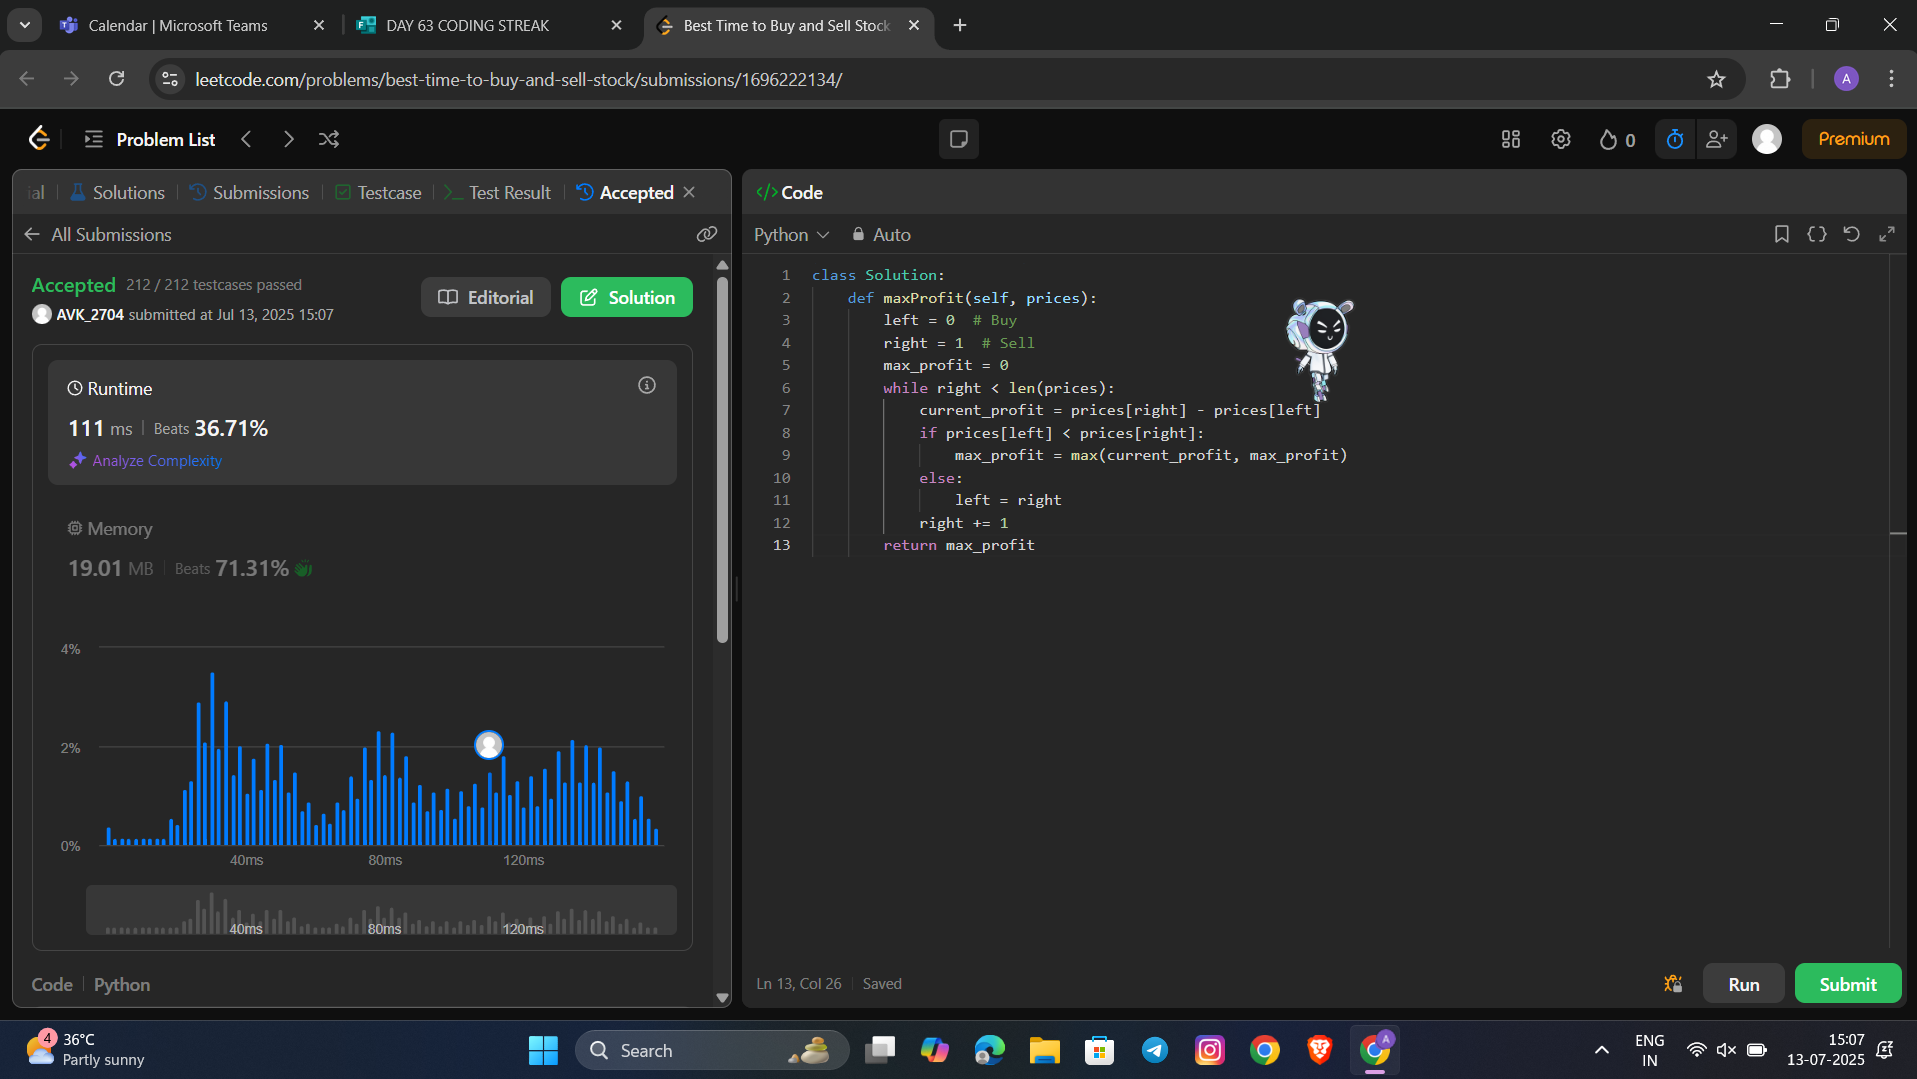 Calendar | Microsoft Teams
DAY 63 CODING STREAK
Best Time to Buy and Sell Stock
leetcode.com/problems/best-time-to-buy-and-sell-stock/submissions/1696222134/
A
Problem List
0
Premium
ial
Solutions
Submissions
Testcase
Test Result
Accepted
</> Code
All Submissions
Python
Auto
Accepted 212 / 212 testcases passed
AVK_2704 submitted at Jul 13, 2025 15:07
Editorial
Solution
Runtime
111 ms | Beats 36.71%
Analyze Complexity
Memory
19.01 MB | Beats 71.31%
4%
2%
0%
40ms 80ms 120ms
40ms 80ms 120ms
Code | Python
1 class Solution:
2 def maxProfit(self, prices):
3 left = 0 # Buy
4 right = 1 # Sell
5 max_profit = 0
6 while right < len(prices):
7 current_profit = prices[right] - prices[left]
8 if prices[left] < prices[right]:
9 max_profit = max(current_profit, max_profit)
10 else:
11 left = right
12 right += 1
13 return max_profit
Ln 13, Col 26 | Saved
Run
Submit
4
36°C
Partly sunny
Search
A
ENG
IN
15:07
13-07-2025